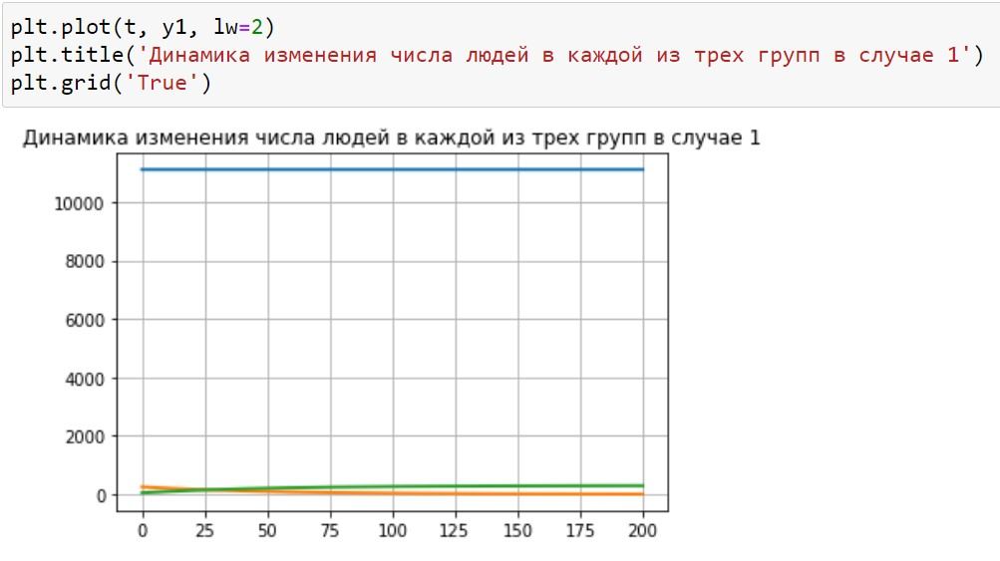 plt.plot(t, y1, lw=2)
plt.title('Динамика изменения числа людей в каждой из трех групп в случае 1')
plt.grid('True')
Динамика изменения числа людей в каждой из трех групп в случае 1
10000
8000
6000
4000
2000
0
0 25 50 75 100 125 150 175 200